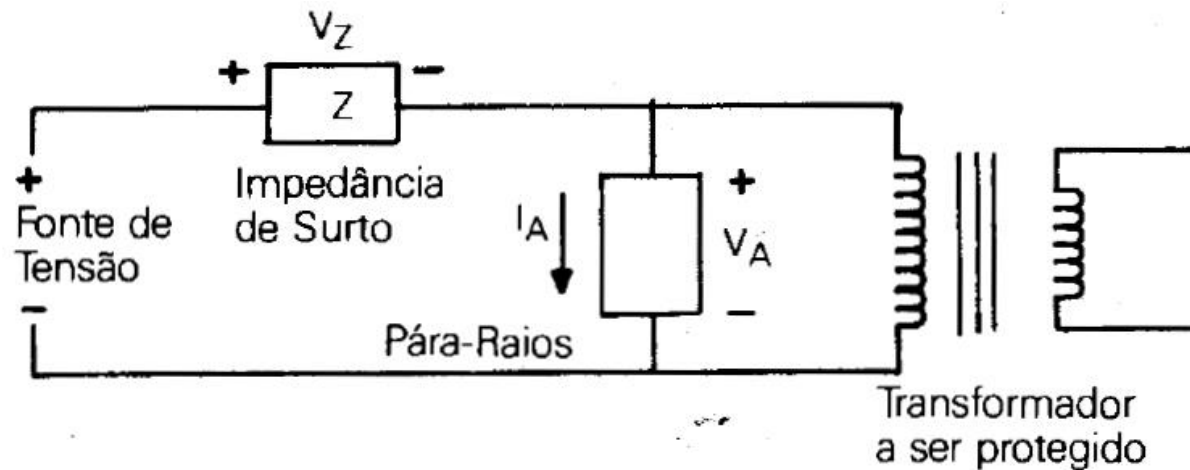 V_Z
+ −
Z
Impedância
de Surto
+
Fonte de
Tensão
−
I_A
+
V_A
−
Pára-Raios
Transformador
a ser protegido